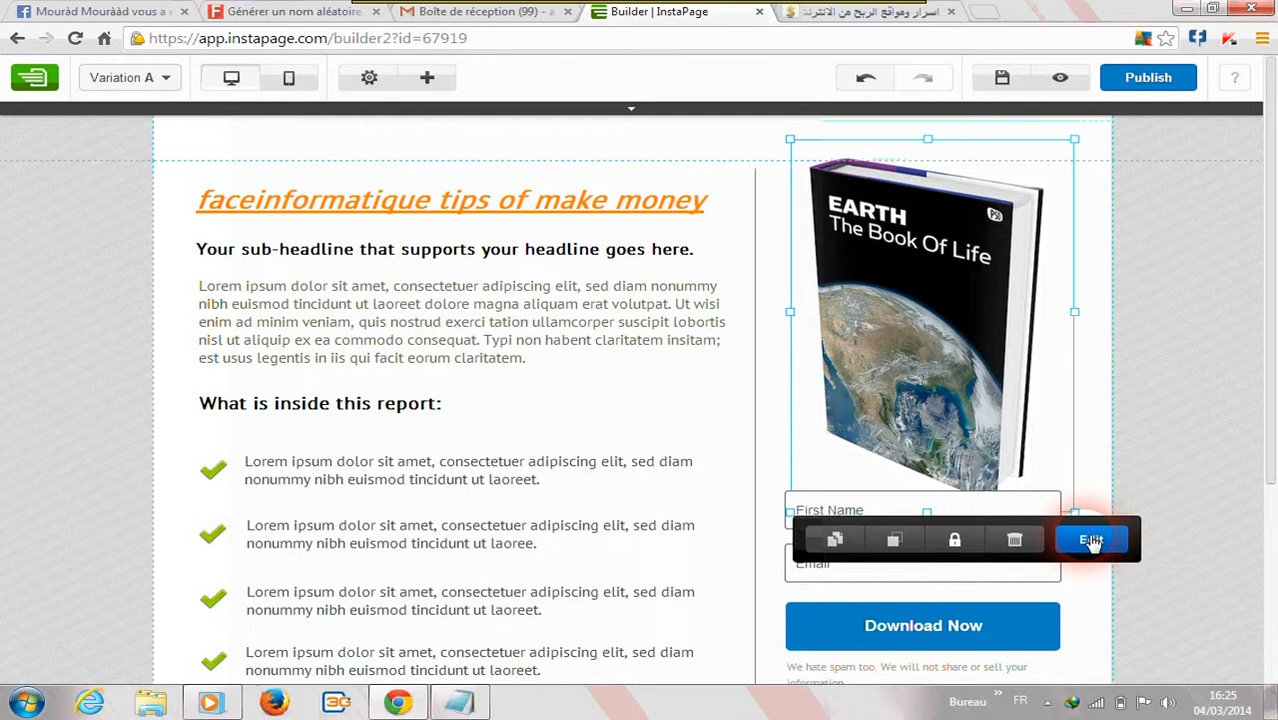 Mouràad Mourààd vous a e
Générer un nom aléatoire
Boîte de réception (99) - a
Builder | InstaPage
اسرار ومواقع الربح من الانترنت
https://app.instapage.com/builder2?id=67919
Variation A
Publish
?
faceinformatique tips of make money
Your sub-headline that supports your headline goes here.
Lorem ipsum dolor sit amet, consectetuer adipiscing elit, sed diam nonummy
nibh euismod tincidunt ut laoreet dolore magna aliquam erat volutpat. Ut wisi
enim ad minim veniam, quis nostrud exerci tation ullamcorper suscipit lobortis
nisl ut aliquip ex ea commodo consequat. Typi non habent claritatem insitam;
est usus legentis in iis qui facit eorum claritatem.
What is inside this report:
Lorem ipsum dolor sit amet, consectetuer adipiscing elit, sed diam
nonummy nibh euismod tincidunt ut laoreet.
Lorem ipsum dolor sit amet, consectetuer adipiscing elit, sed diam
nonummy nibh euismod tincidunt ut laoree.
Lorem ipsum dolor sit amet, consectetuer adipiscing elit, sed diam
nonummy nibh euismod tincidunt ut laoreet.
Lorem ipsum dolor sit amet, consectetuer adipiscing elit, sed diam
nonummy nibh euismod tincidunt ut laoreet.
EARTH
The Book Of Life
PSD
First Name
Edit
Email
Download Now
We hate spam too. We will not share or sell your
information.
3G
Bureau
»
FR
16:25
04/03/2014